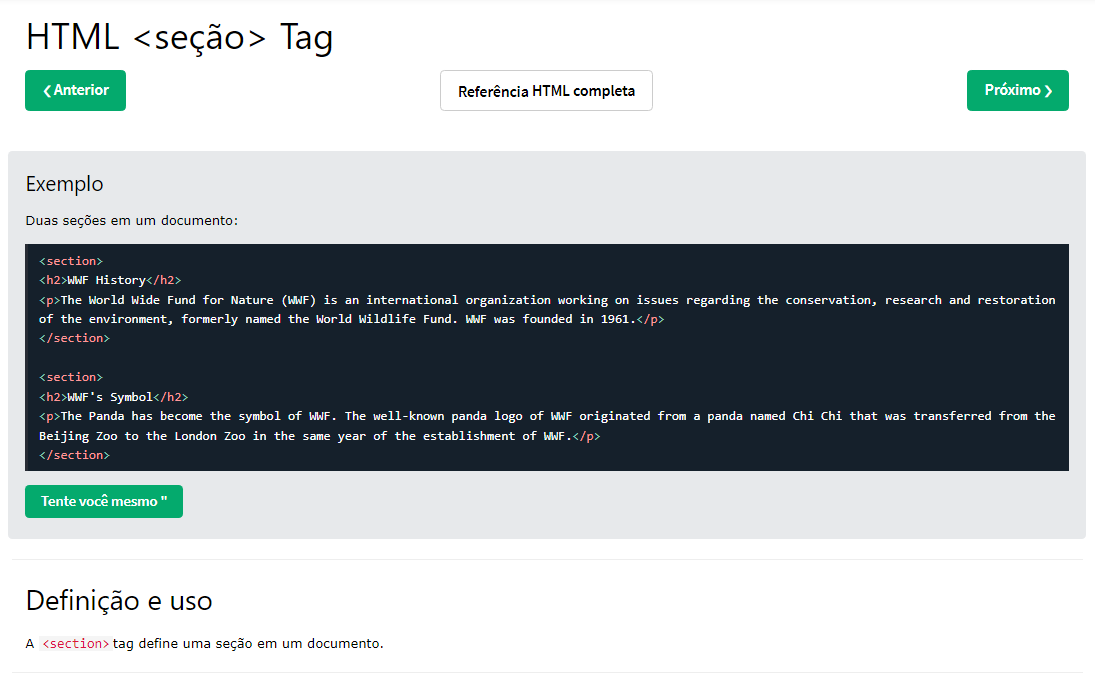 HTML <seção> Tag
❮ Anterior
Referência HTML completa
Próximo ❯
Exemplo
Duas seções em um documento:
<section>
<h2>WWF History</h2>
<p>The World Wide Fund for Nature (WWF) is an international organization working on issues regarding the conservation, research and restoration
of the environment, formerly named the World Wildlife Fund. WWF was founded in 1961.</p>
</section>
<section>
<h2>WWF's Symbol</h2>
<p>The Panda has become the symbol of WWF. The well-known panda logo of WWF originated from a panda named Chi Chi that was transferred from the
Beijing Zoo to the London Zoo in the same year of the establishment of WWF.</p>
</section>
Tente você mesmo "
Definição e uso
A <section> tag define uma seção em um documento.